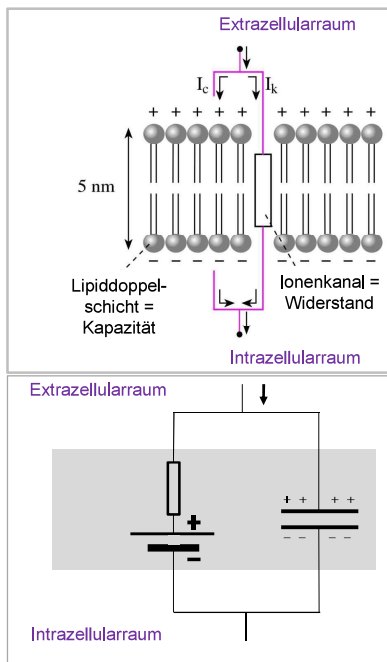 Extrazellularraum
I_c I_k
+ + + + + + + + + +
5 nm
– – – – – – – – – –
Lipiddoppel-
schicht =
Kapazität
Ionenkanal =
Widerstand
Intrazellularraum
Extrazellularraum
+ + + +
+
– – – –
–
Intrazellularraum